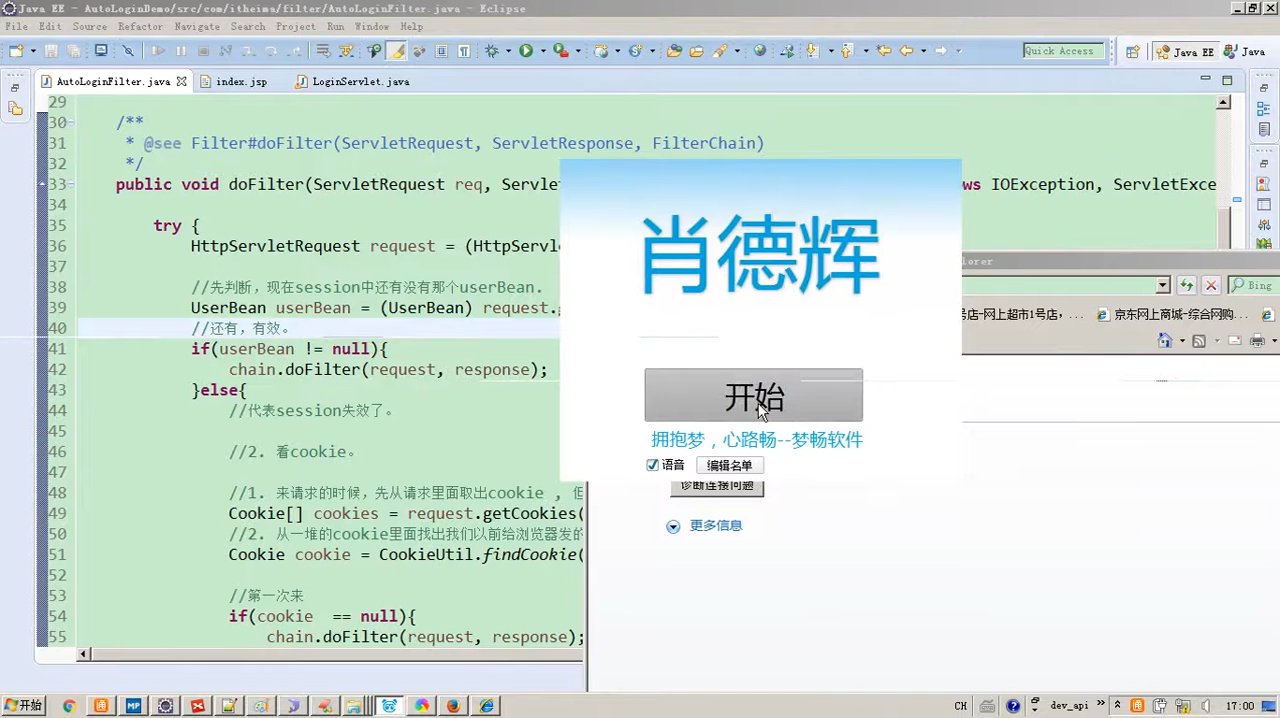 Java EE - AutoLoginDemo/src/com/itheima/filter/AutoLoginFilter.java - Eclipse
File Edit Source Refactor Navigate Search Project Run Window Help
Quick Access
Java EE
Java
AutoLoginFilter.java
index.jsp
LoginServlet.java
29
30 /**
31 * @see Filter#doFilter(ServletRequest, ServletResponse, FilterChain)
32 */
33 public void doFilter(ServletRequest req, Servlet
ws IOException, ServletExce
34
35 try {
36 HttpServletRequest request = (HttpServl
37
38 //先判断，现在session中还有没有那个userBean.
39 UserBean userBean = (UserBean) request.
40 //还有，有效。
41 if(userBean != null){
42 chain.doFilter(request, response);
43 }else{
44 //代表session失效了。
45
46 //2. 看cookie。
47
48 //1. 来请求的时候，先从请求里面取出cookie , 但
49 Cookie[] cookies = request.getCookies(
50 //2. 从一堆的cookie里面找出我们以前给浏览器发的
51 Cookie cookie = CookieUtil.findCookie(
52
53 //第一次来
54 if(cookie == null){
55 chain.doFilter(request, response);
肖德辉
开始
拥抱梦，心路畅--梦畅软件
语音
编辑名单
诊断连接问题
更多信息
lorer
Bing
号店-网上超市1号店，...
京东网上商城-综合网购...
开始
CH
dev_api
17:00